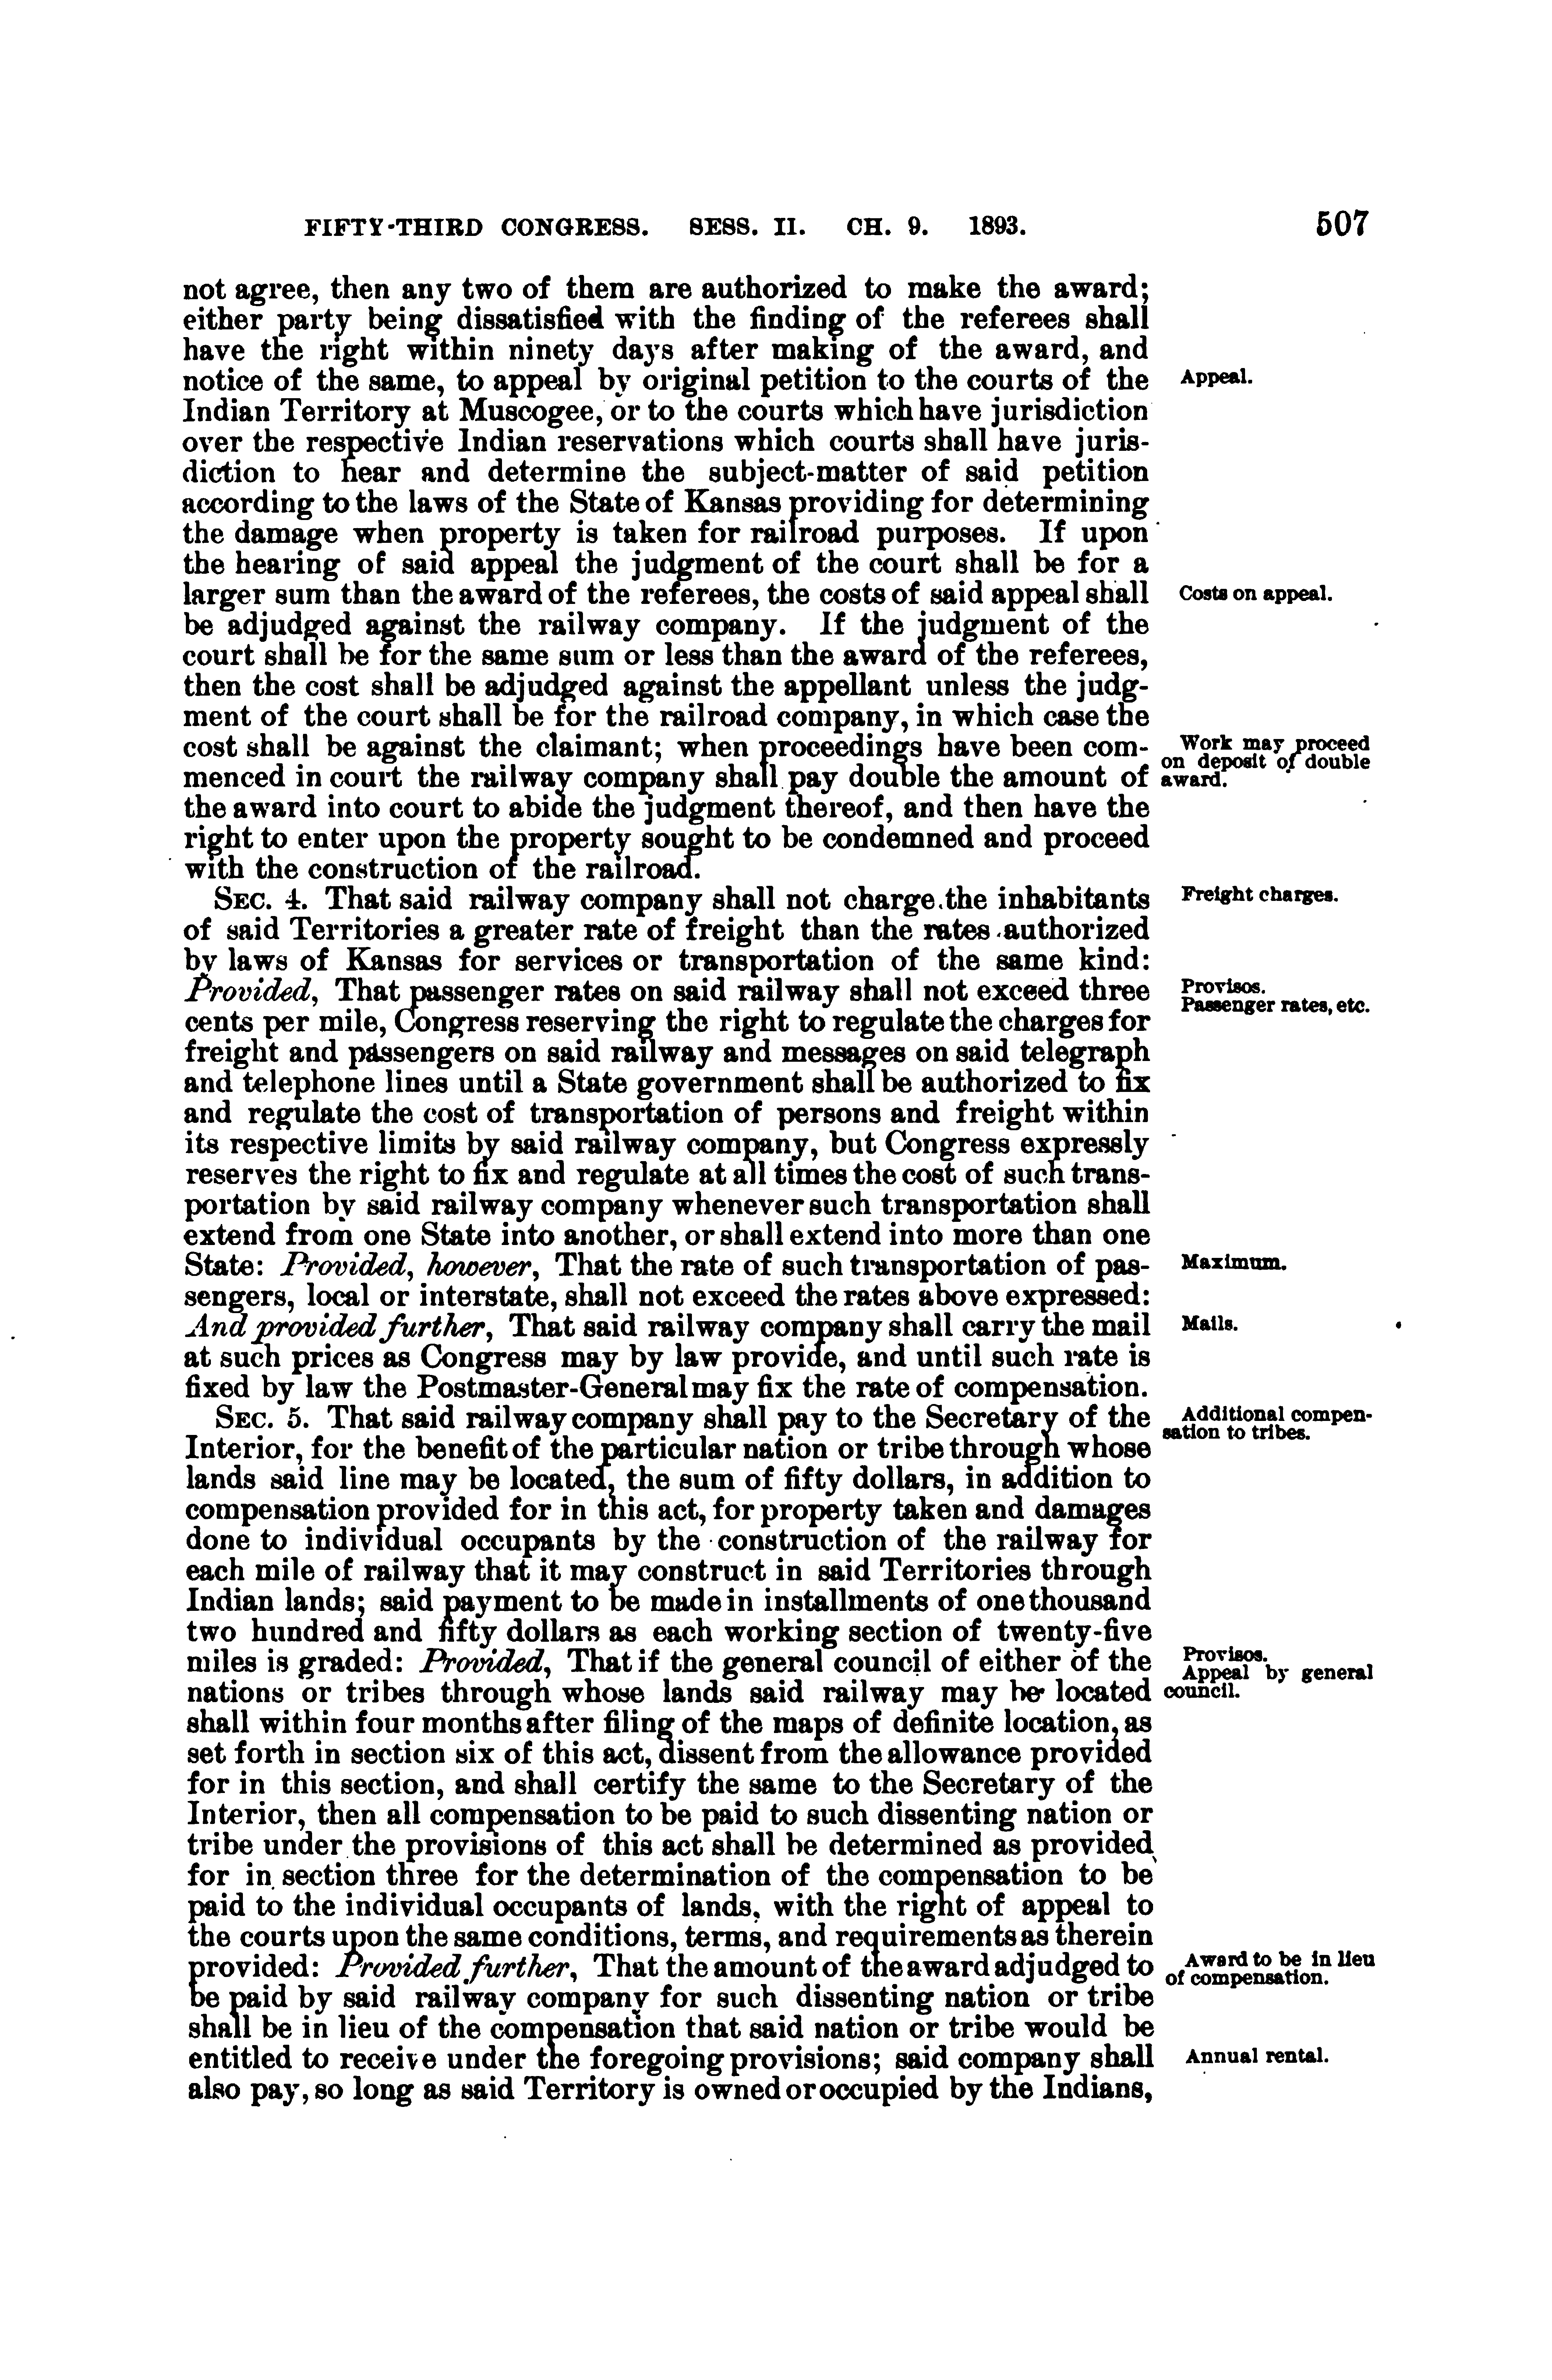 FIFTY-THIRD CONGRESS. SESS. II. CH. 9. 1893. 507
not agree, then any two of them are authorized to make the award;
either party being dissatisfied with the finding of the referees shall
have the right within ninety days after making of the award, and
notice of the same, to appeal by original petition to the courts of the
Appeal.
Indian Territory at Muscogee, or to the courts which have jurisdiction
over the respective Indian reservations which courts shall have juris-
diction to hear and determine the subject-matter of said petition
according to the laws of the State of Kansas providing for determining
the damage when property is taken for railroad purposes. If upon
the hearing of said appeal the judgment of the court shall be for a
larger sum than the award of the referees, the costs of said appeal shall
Costs on appeal.
be adjudged against the railway company. If the judgment of the
court shall be for the same sum or less than the award of the referees,
then the cost shall be adjudged against the appellant unless the judg-
ment of the court shall be for the railroad company, in which case the
cost shall be against the claimant; when proceedings have been com-
menced in court the railway company shall pay double the amount of
Work may proceed
on deposit of double
award.
the award into court to abide the judgment thereof, and then have the
right to enter upon the property sought to be condemned and proceed
with the construction of the railroad.
SEC. 4. That said railway company shall not charge the inhabitants
Freight charges.
of said Territories a greater rate of freight than the rates authorized
by laws of Kansas for services or transportation of the same kind:
Provided, That passenger rates on said railway shall not exceed three
Provisos.
Passenger rates, etc.
cents per mile, Congress reserving the right to regulate the charges for
freight and passengers on said railway and messages on said telegraph
and telephone lines until a State government shall be authorized to fix
and regulate the cost of transportation of persons and freight within
its respective limits by said railway company, but Congress expressly
reserves the right to fix and regulate at all times the cost of such trans-
portation by said railway company whenever such transportation shall
extend from one State into another, or shall extend into more than one
State: Provided, however, That the rate of such transportation of pas-
Maximum.
sengers, local or interstate, shall not exceed the rates above expressed:
And provided further, That said railway company shall carry the mail
Mails.
at such prices as Congress may by law provide, and until such rate is
fixed by law the Postmaster-General may fix the rate of compensation.
SEC. 5. That said railway company shall pay to the Secretary of the
Additional compen-
sation to tribes.
Interior, for the benefit of the particular nation or tribe through whose
lands said line may be located, the sum of fifty dollars, in addition to
compensation provided for in this act, for property taken and damages
done to individual occupants by the construction of the railway for
each mile of railway that it may construct in said Territories through
Indian lands; said payment to be made in installments of one thousand
two hundred and fifty dollars as each working section of twenty-five
miles is graded: Provided, That if the general council of either of the
Provisos.
Appeal by general
council.
nations or tribes through whose lands said railway may be located
shall within four months after filing of the maps of definite location, as
set forth in section six of this act, dissent from the allowance provided
for in this section, and shall certify the same to the Secretary of the
Interior, then all compensation to be paid to such dissenting nation or
tribe under the provisions of this act shall be determined as provided
for in section three for the determination of the compensation to be
paid to the individual occupants of lands, with the right of appeal to
the courts upon the same conditions, terms, and requirements as therein
provided: Provided further, That the amount of the award adjudged to
Award to be in lieu
of compensation.
be paid by said railway company for such dissenting nation or tribe
shall be in lieu of the compensation that said nation or tribe would be
entitled to receive under the foregoing provisions; said company shall
Annual rental.
also pay, so long as said Territory is owned or occupied by the Indians,